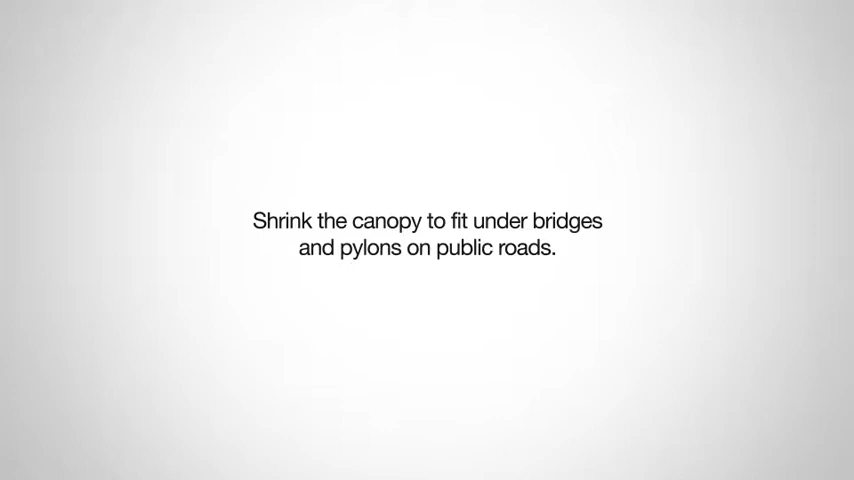 Shrink the canopy to fit under bridges
and pylons on public roads.